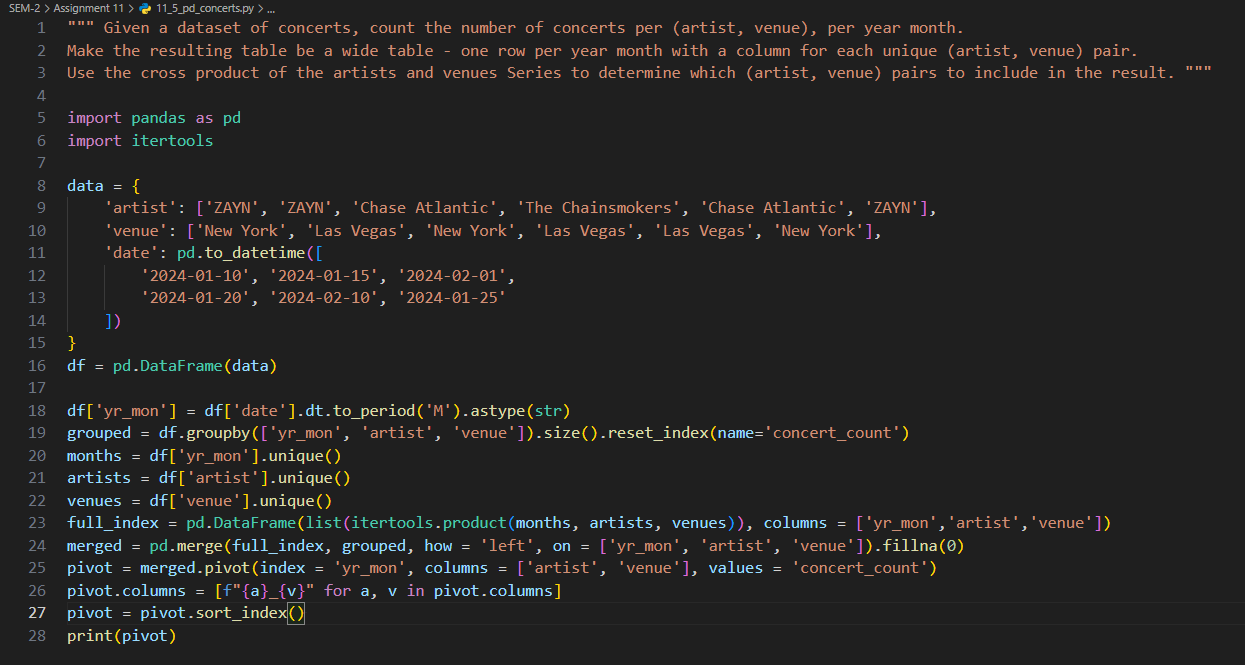 SEM-2 > Assignment 11 > 11_5_pd_concerts.py > ...
1 """ Given a dataset of concerts, count the number of concerts per (artist, venue), per year month.
2 Make the resulting table be a wide table - one row per year month with a column for each unique (artist, venue) pair.
3 Use the cross product of the artists and venues Series to determine which (artist, venue) pairs to include in the result. """
4
5 import pandas as pd
6 import itertools
7
8 data = {
9     'artist': ['ZAYN', 'ZAYN', 'Chase Atlantic', 'The Chainsmokers', 'Chase Atlantic', 'ZAYN'],
10     'venue': ['New York', 'Las Vegas', 'New York', 'Las Vegas', 'Las Vegas', 'New York'],
11     'date': pd.to_datetime([
12         '2024-01-10', '2024-01-15', '2024-02-01',
13         '2024-01-20', '2024-02-10', '2024-01-25'
14     ])
15 }
16 df = pd.DataFrame(data)
17
18 df['yr_mon'] = df['date'].dt.to_period('M').astype(str)
19 grouped = df.groupby(['yr_mon', 'artist', 'venue']).size().reset_index(name='concert_count')
20 months = df['yr_mon'].unique()
21 artists = df['artist'].unique()
22 venues = df['venue'].unique()
23 full_index = pd.DataFrame(list(itertools.product(months, artists, venues)), columns = ['yr_mon','artist','venue'])
24 merged = pd.merge(full_index, grouped, how = 'left', on = ['yr_mon', 'artist', 'venue']).fillna(0)
25 pivot = merged.pivot(index = 'yr_mon', columns = ['artist', 'venue'], values = 'concert_count')
26 pivot.columns = [f"{a}_{v}" for a, v in pivot.columns]
27 pivot = pivot.sort_index()
28 print(pivot)